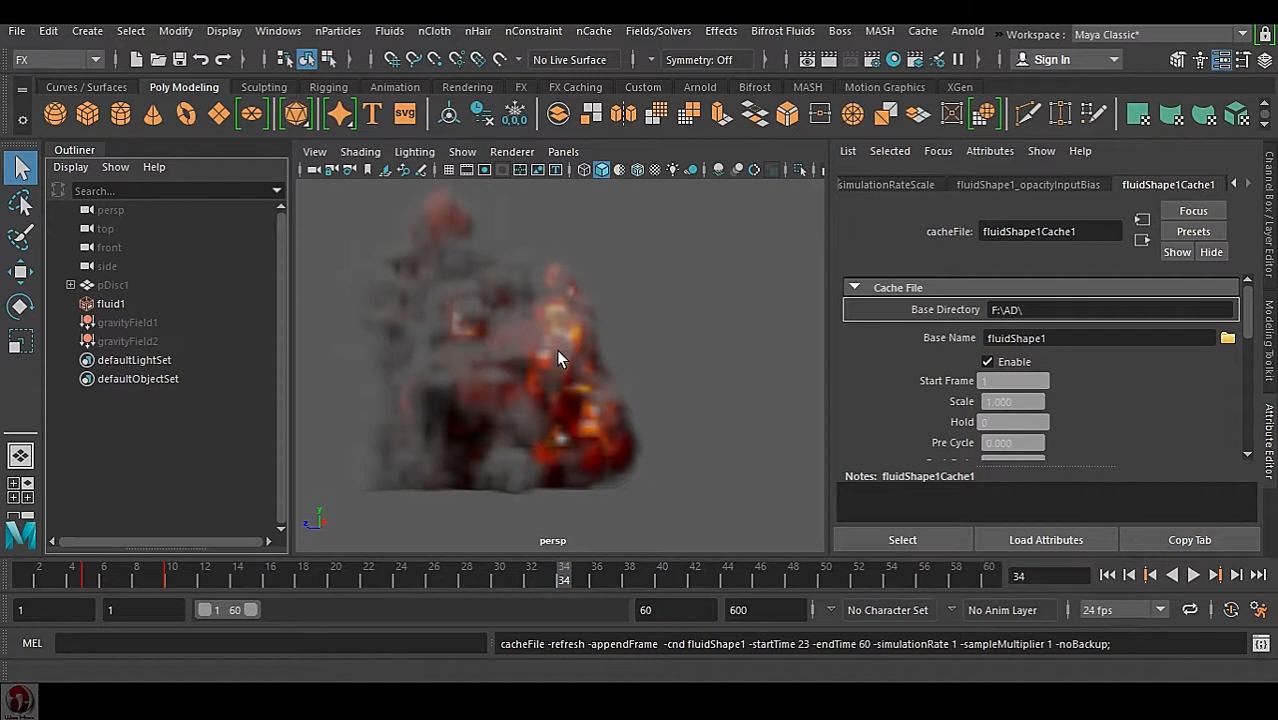 File Edit Create Select Modify Display Windows nParticles Fluids nCloth nHair nConstraint nCache Fields/Solvers Effects Bifrost Fluids Boss MASH Cache Arnold Workspace : Maya Classic*
FX No Live Surface Symmetry: Off Sign In
Curves / Surfaces Poly Modeling Sculpting Rigging Animation Rendering FX FX Caching Custom Arnold Bifrost MASH Motion Graphics XGen
T SVG 0,0,0
Outliner
Display Show Help
Search...
persp
top
front
side
pDisc1
fluid1
gravityField1
gravityField2
defaultLightSet
defaultObjectSet
View Shading Lighting Show Renderer Panels
y
z
persp
List Selected Focus Attributes Show Help
simulationRateScale fluidShape1_opacityInputBias fluidShape1Cache1
cacheFile: fluidShape1Cache1
Focus
Presets
Show Hide
Cache File
Base Directory F:\AD\
Base Name fluidShape1
Enable
Start Frame 1
Scale 1.000
Hold 0
Pre Cycle 0.000
Notes: fluidShape1Cache1
Select Load Attributes Copy Tab
Channel Box / Layer Editor
Modeling Toolkit
Attribute Editor
2 4 6 8 10 12 14 16 18 20 22 24 26 28 30 32 34 36 38 40 42 44 46 48 50 52 54 56 58 60
34 34
1 1 1 60 60 600 No Character Set No Anim Layer 24 fps
MEL cacheFile -refresh -appendFrame -cnd fluidShape1 -startTime 23 -endTime 60 -simulationRate 1 -sampleMultiplier 1 -noBackup;